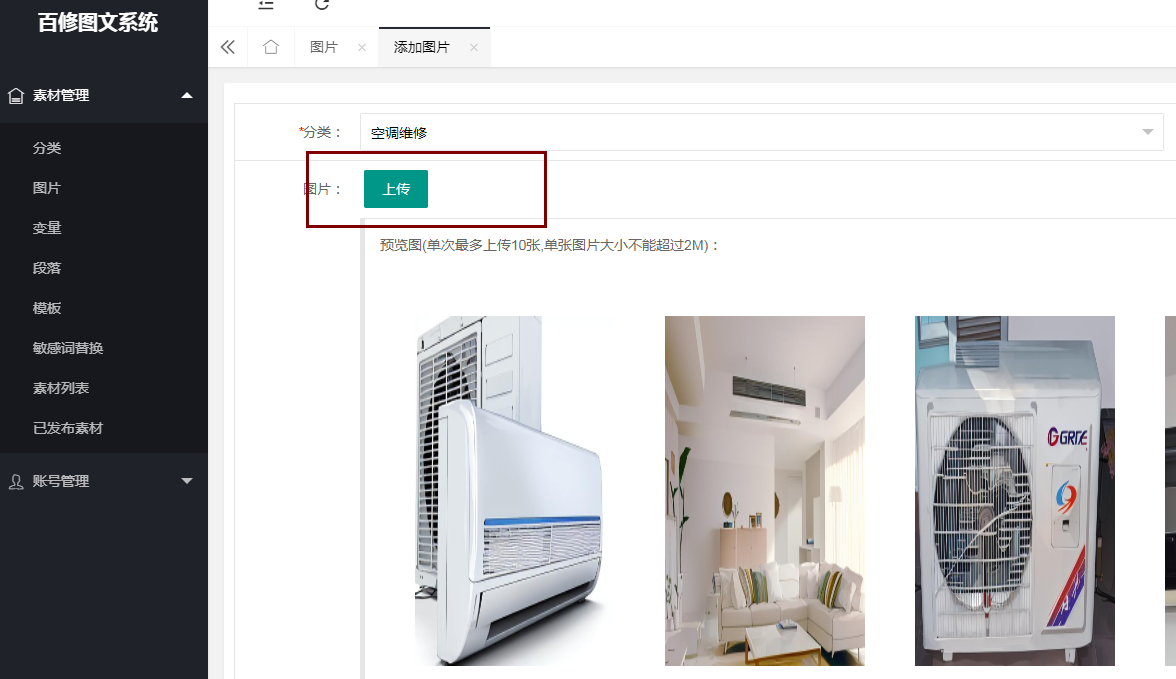 百修图文系统
素材管理
分类
图片
变量
段落
模板
敏感词替换
素材列表
已发布素材
账号管理
图片
添加图片
*分类：
空调维修
图片：
上传
预览图(单次最多上传10张,单张图片大小不能超过2M)：